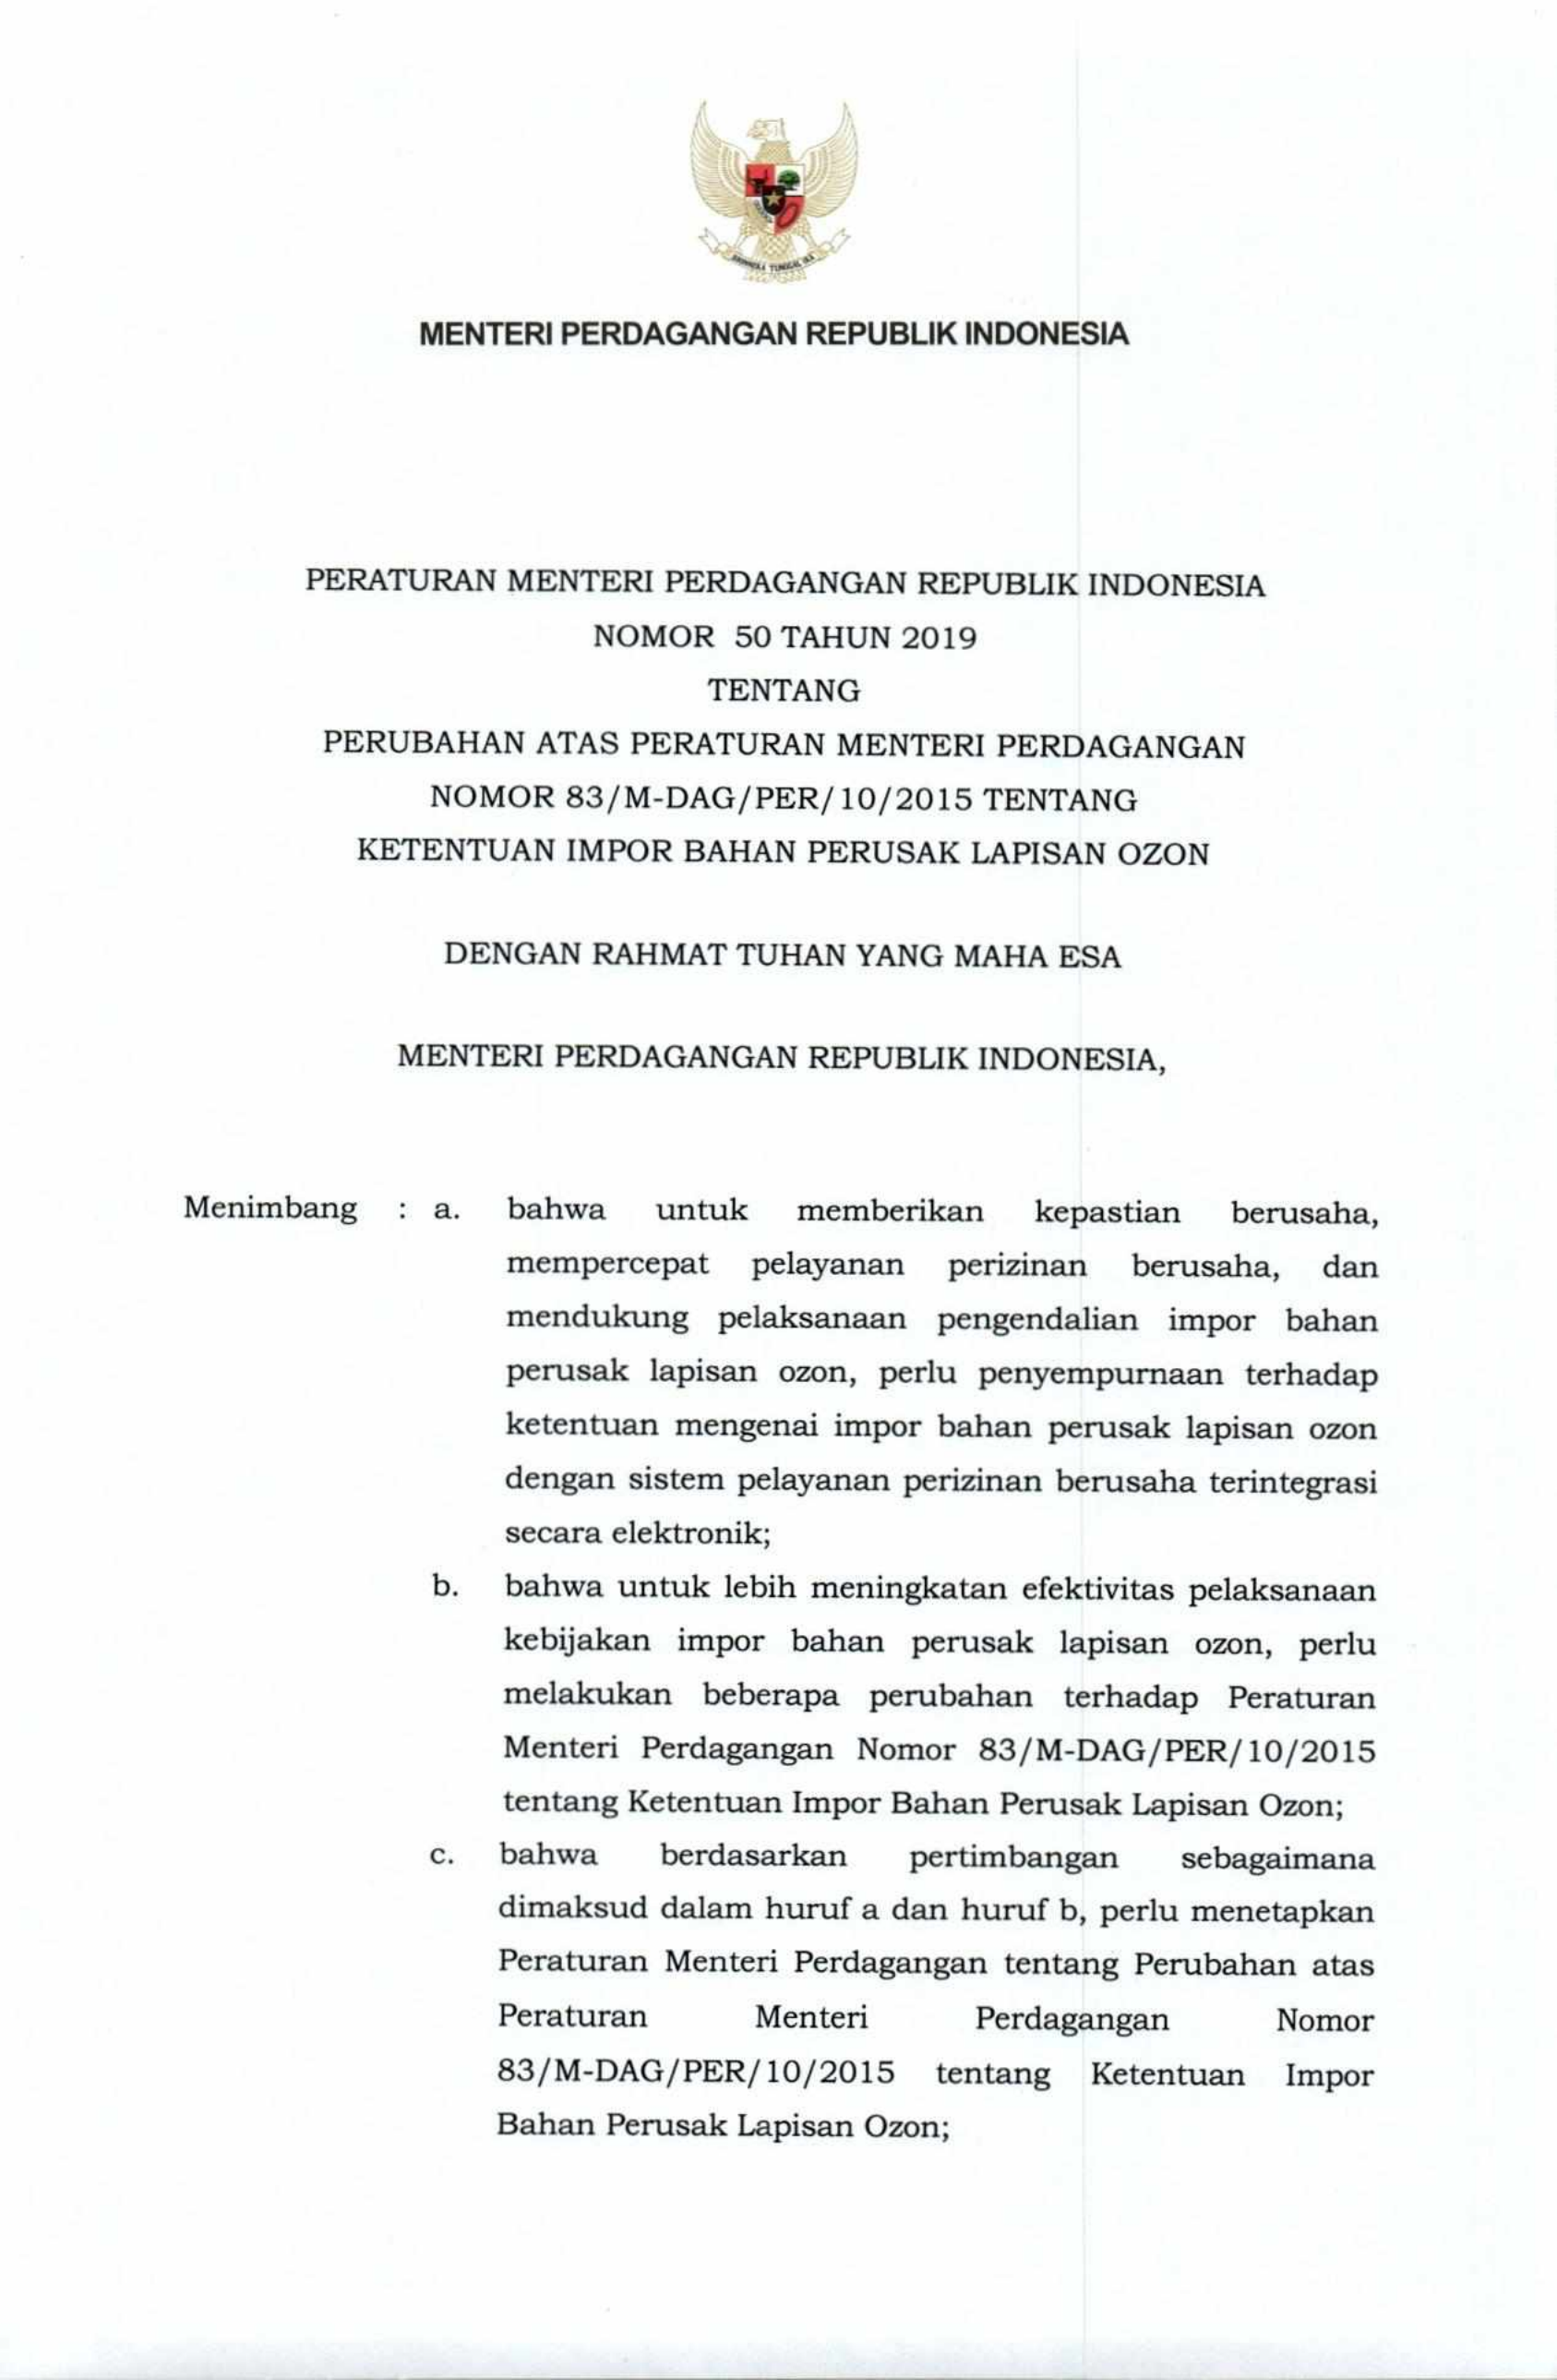 BHINNEKA TUNGGAL IKA
MENTERI PERDAGANGAN REPUBLIK INDONESIA
PERATURAN MENTERI PERDAGANGAN REPUBLIK INDONESIA
NOMOR 50 TAHUN 2019
TENTANG
PERUBAHAN ATAS PERATURAN MENTERI PERDAGANGAN
NOMOR 83/M-DAG/PER/10/2015 TENTANG
KETENTUAN IMPOR BAHAN PERUSAK LAPISAN OZON
DENGAN RAHMAT TUHAN YANG MAHA ESA
MENTERI PERDAGANGAN REPUBLIK INDONESIA,
Menimbang : a. bahwa untuk memberikan kepastian berusaha,
mempercepat pelayanan perizinan berusaha, dan
mendukung pelaksanaan pengendalian impor bahan
perusak lapisan ozon, perlu penyempurnaan terhadap
ketentuan mengenai impor bahan perusak lapisan ozon
dengan sistem pelayanan perizinan berusaha terintegrasi
secara elektronik;
b. bahwa untuk lebih meningkatan efektivitas pelaksanaan
kebijakan impor bahan perusak lapisan ozon, perlu
melakukan beberapa perubahan terhadap Peraturan
Menteri Perdagangan Nomor 83/M-DAG/PER/10/2015
tentang Ketentuan Impor Bahan Perusak Lapisan Ozon;
c. bahwa berdasarkan pertimbangan sebagaimana
dimaksud dalam huruf a dan huruf b, perlu menetapkan
Peraturan Menteri Perdagangan tentang Perubahan atas
Peraturan Menteri Perdagangan Nomor
83/M-DAG/PER/10/2015 tentang Ketentuan Impor
Bahan Perusak Lapisan Ozon;